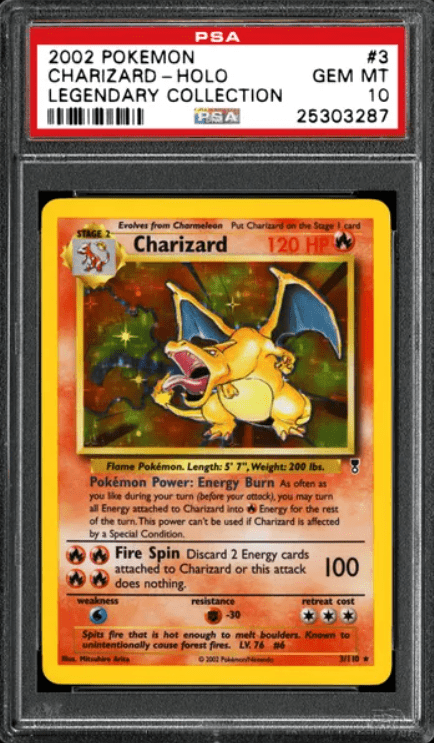 PSA
2002 POKEMON #3
CHARIZARD – HOLO GEM MT
LEGENDARY COLLECTION 10
PSA 25303287
Evolves from Charmeleon Put Charizard on the Stage 1 card
STAGE 2
Charizard 120 HP
Flame Pokémon. Length: 5' 7", Weight: 200 lbs.
Pokémon Power: Energy Burn As often as
you like during your turn (before your attack), you may turn
all Energy attached to Charizard into Energy for the rest
of the turn. This power can't be used if Charizard is affected
by a Special Condition.
Fire Spin Discard 2 Energy cards
attached to Charizard or this attack 100
does nothing.
weakness resistance retreat cost
-30
Spits fire that is hot enough to melt boulders. Known to
unintentionally cause forest fires. LV. 76 #6
Illus. Mitsuhiro Arita © 2002 Pokémon/Nintendo 3/110 ★